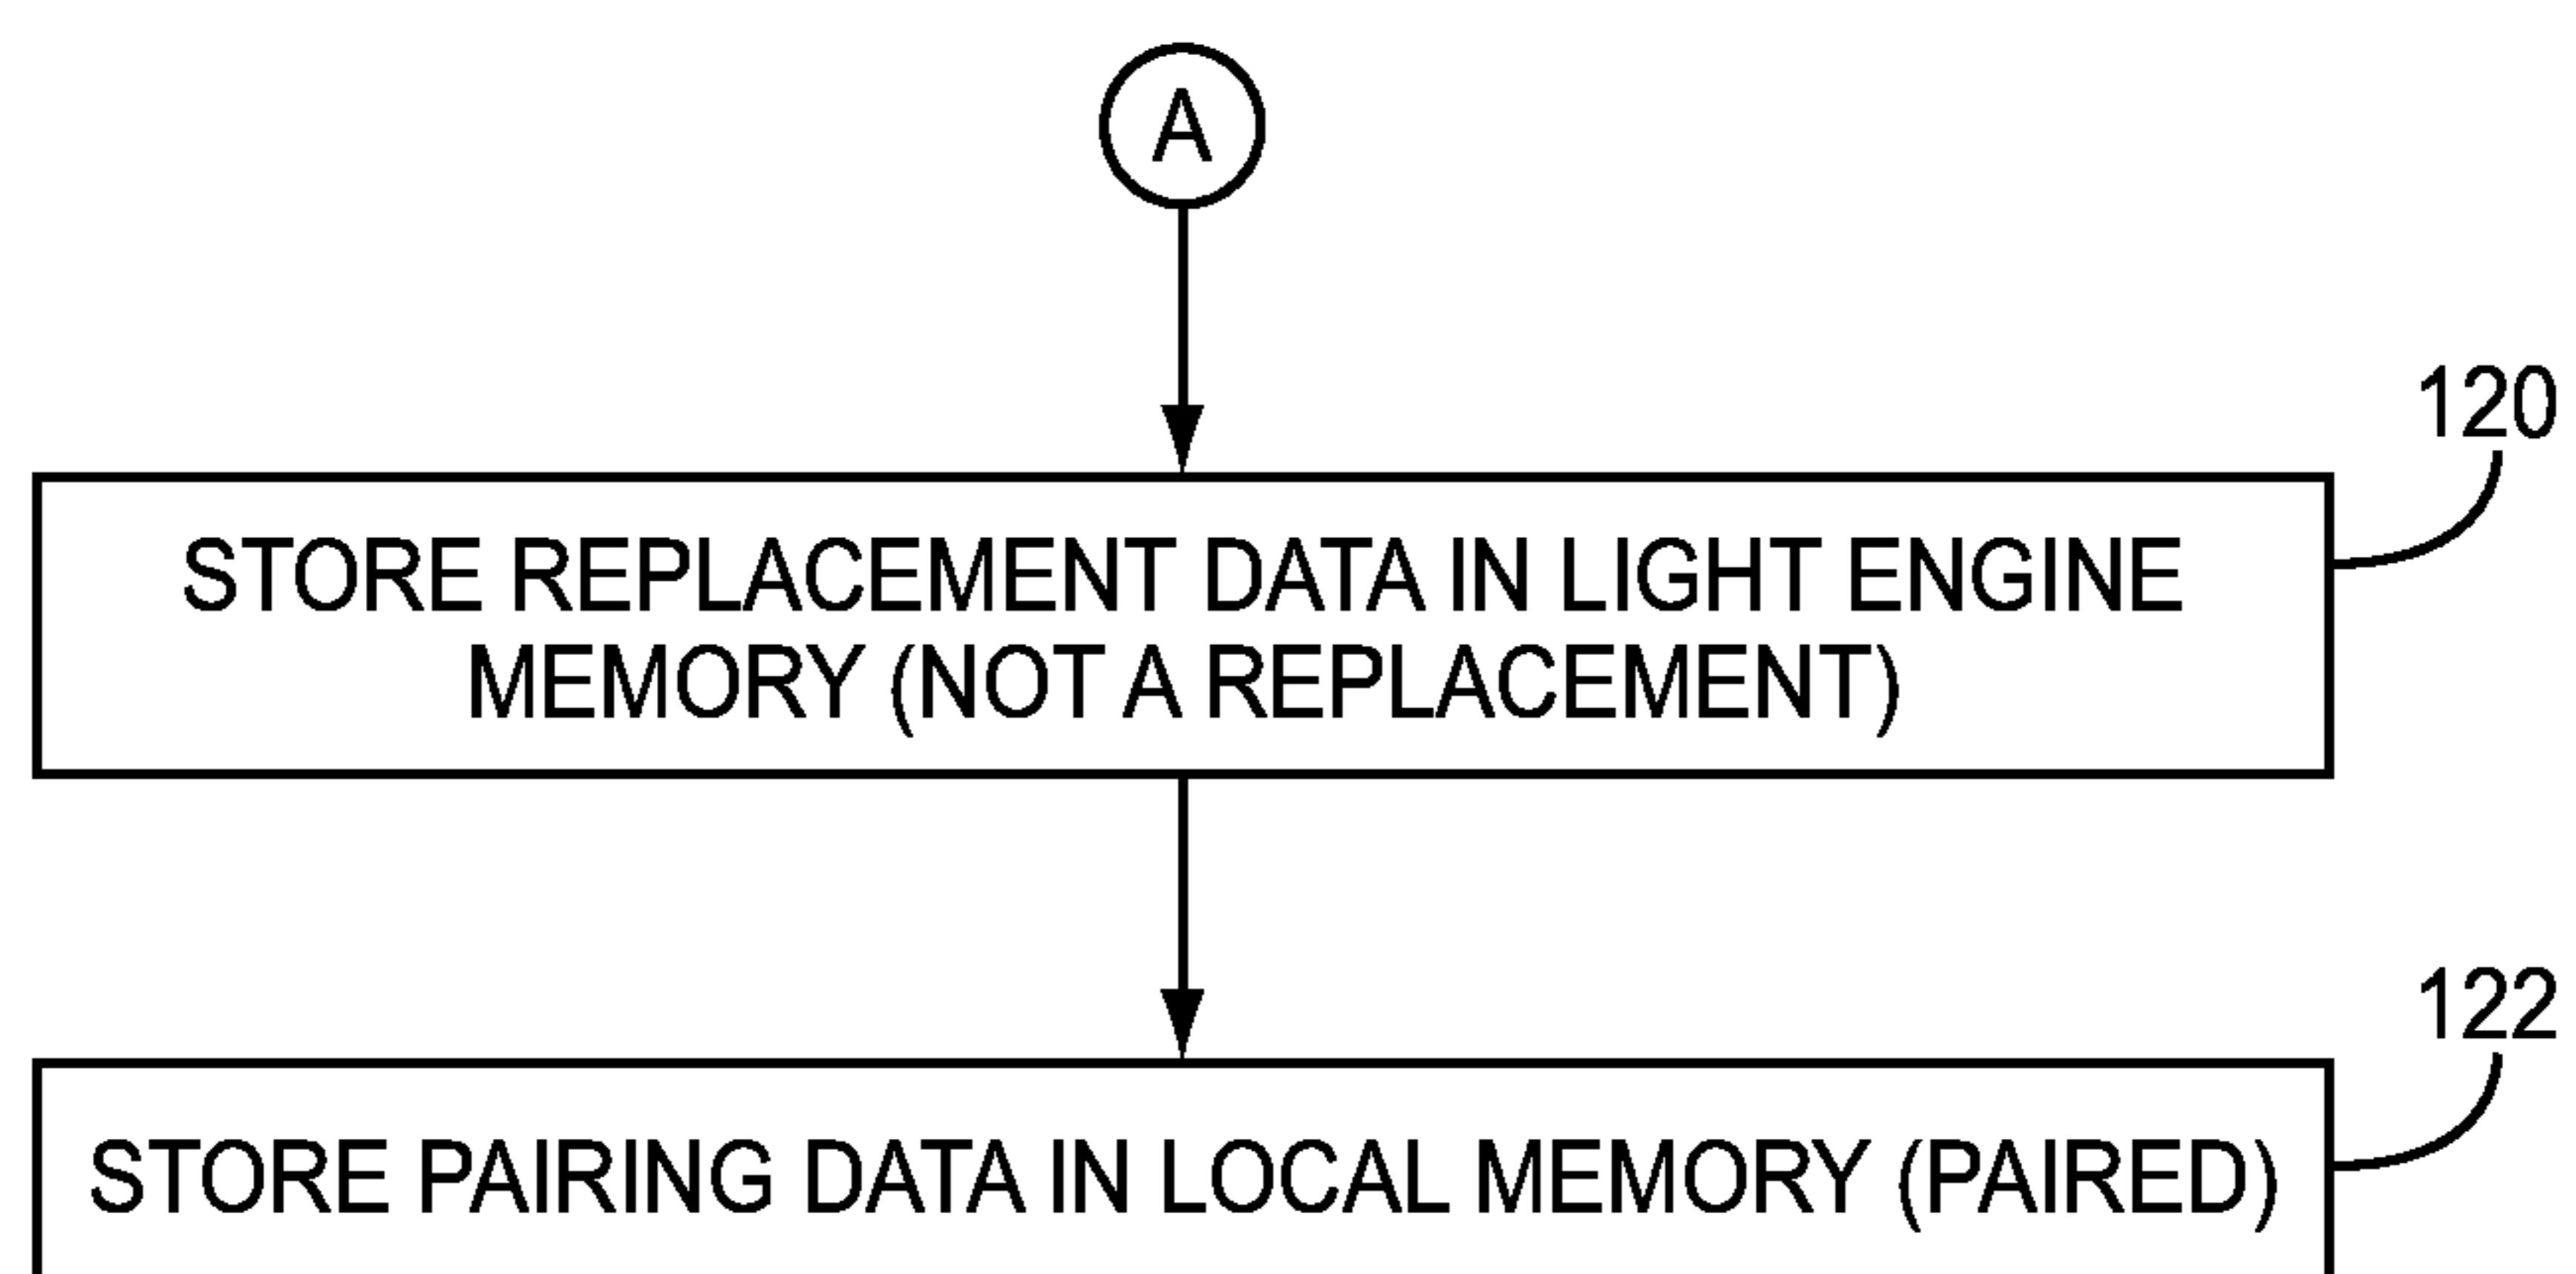 A
120
STORE REPLACEMENT DATA IN LIGHT ENGINE
MEMORY (NOT A REPLACEMENT)
122
STORE PAIRING DATA IN LOCAL MEMORY (PAIRED)